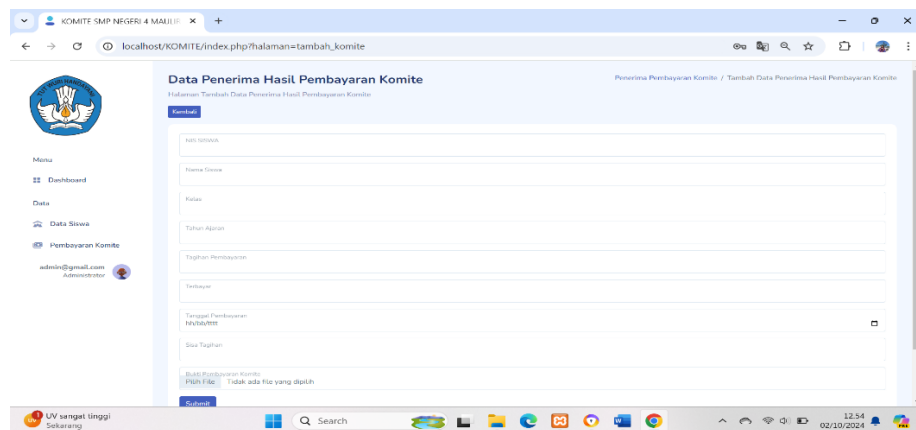 KOMITE SMP NEGERI 4 MAULIF
localhost/KOMITE/index.php?halaman=tambah_komite
TUT WURI HANDAYANI
Data Penerima Hasil Pembayaran Komite
Penerima Pembayaran Komite / Tambah Data Penerima Hasil Pembayaran Komite
Halaman Tambah Data Penerima Hasil Pembayaran Komite
Kembali
Menu
Dashboard
Data
Data Siswa
Pembayaran Komite
admin@gmail.com
Administrator
NIS SISWA
Nama Siswa
Kelas
Tahun Ajaran
Tagihan Pembayaran
Terbayar
Tanggal Pembayaran
hh/bb/tttt
Sisa Tagihan
Bukti Pembayaran Komite
Pilih File Tidak ada file yang dipilih
Submit
UV sangat tinggi
Sekarang
Search
12.54
02/10/2024